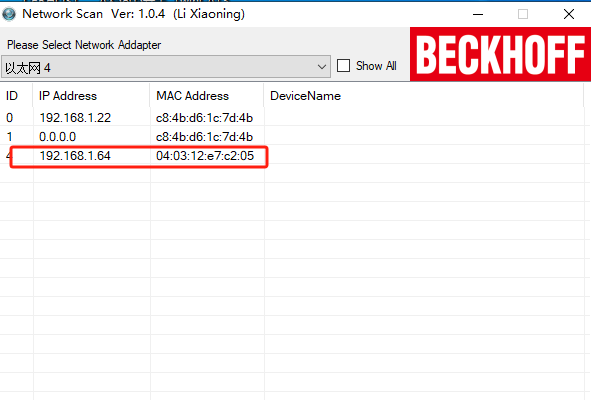 Network Scan Ver: 1.0.4 (Li Xiaoning)
Please Select Network Addapter
以太网 4
Show All
BECKHOFF
ID IP Address MAC Address DeviceName
0 192.168.1.22 c8:4b:d6:1c:7d:4b
1 0.0.0.0 c8:4b:d6:1c:7d:4b
4 192.168.1.64 04:03:12:e7:c2:05